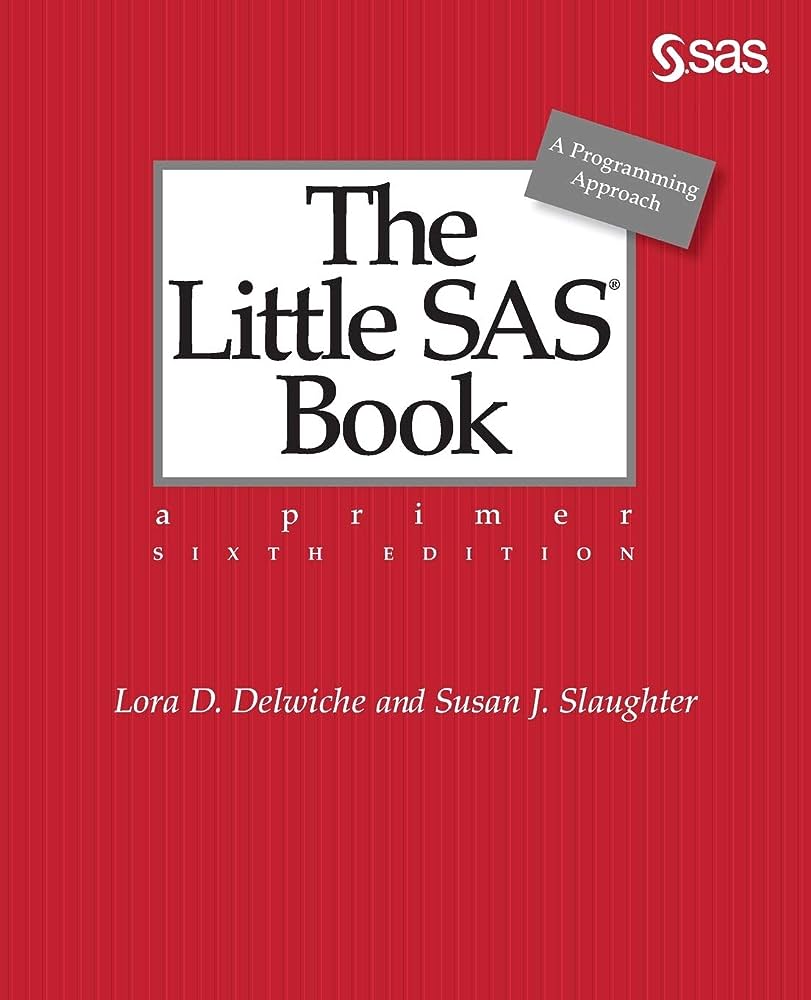 sas.
A Programming
Approach
The
Little SAS®
Book
a primer
SIXTH EDITION
Lora D. Delwiche and Susan J. Slaughter